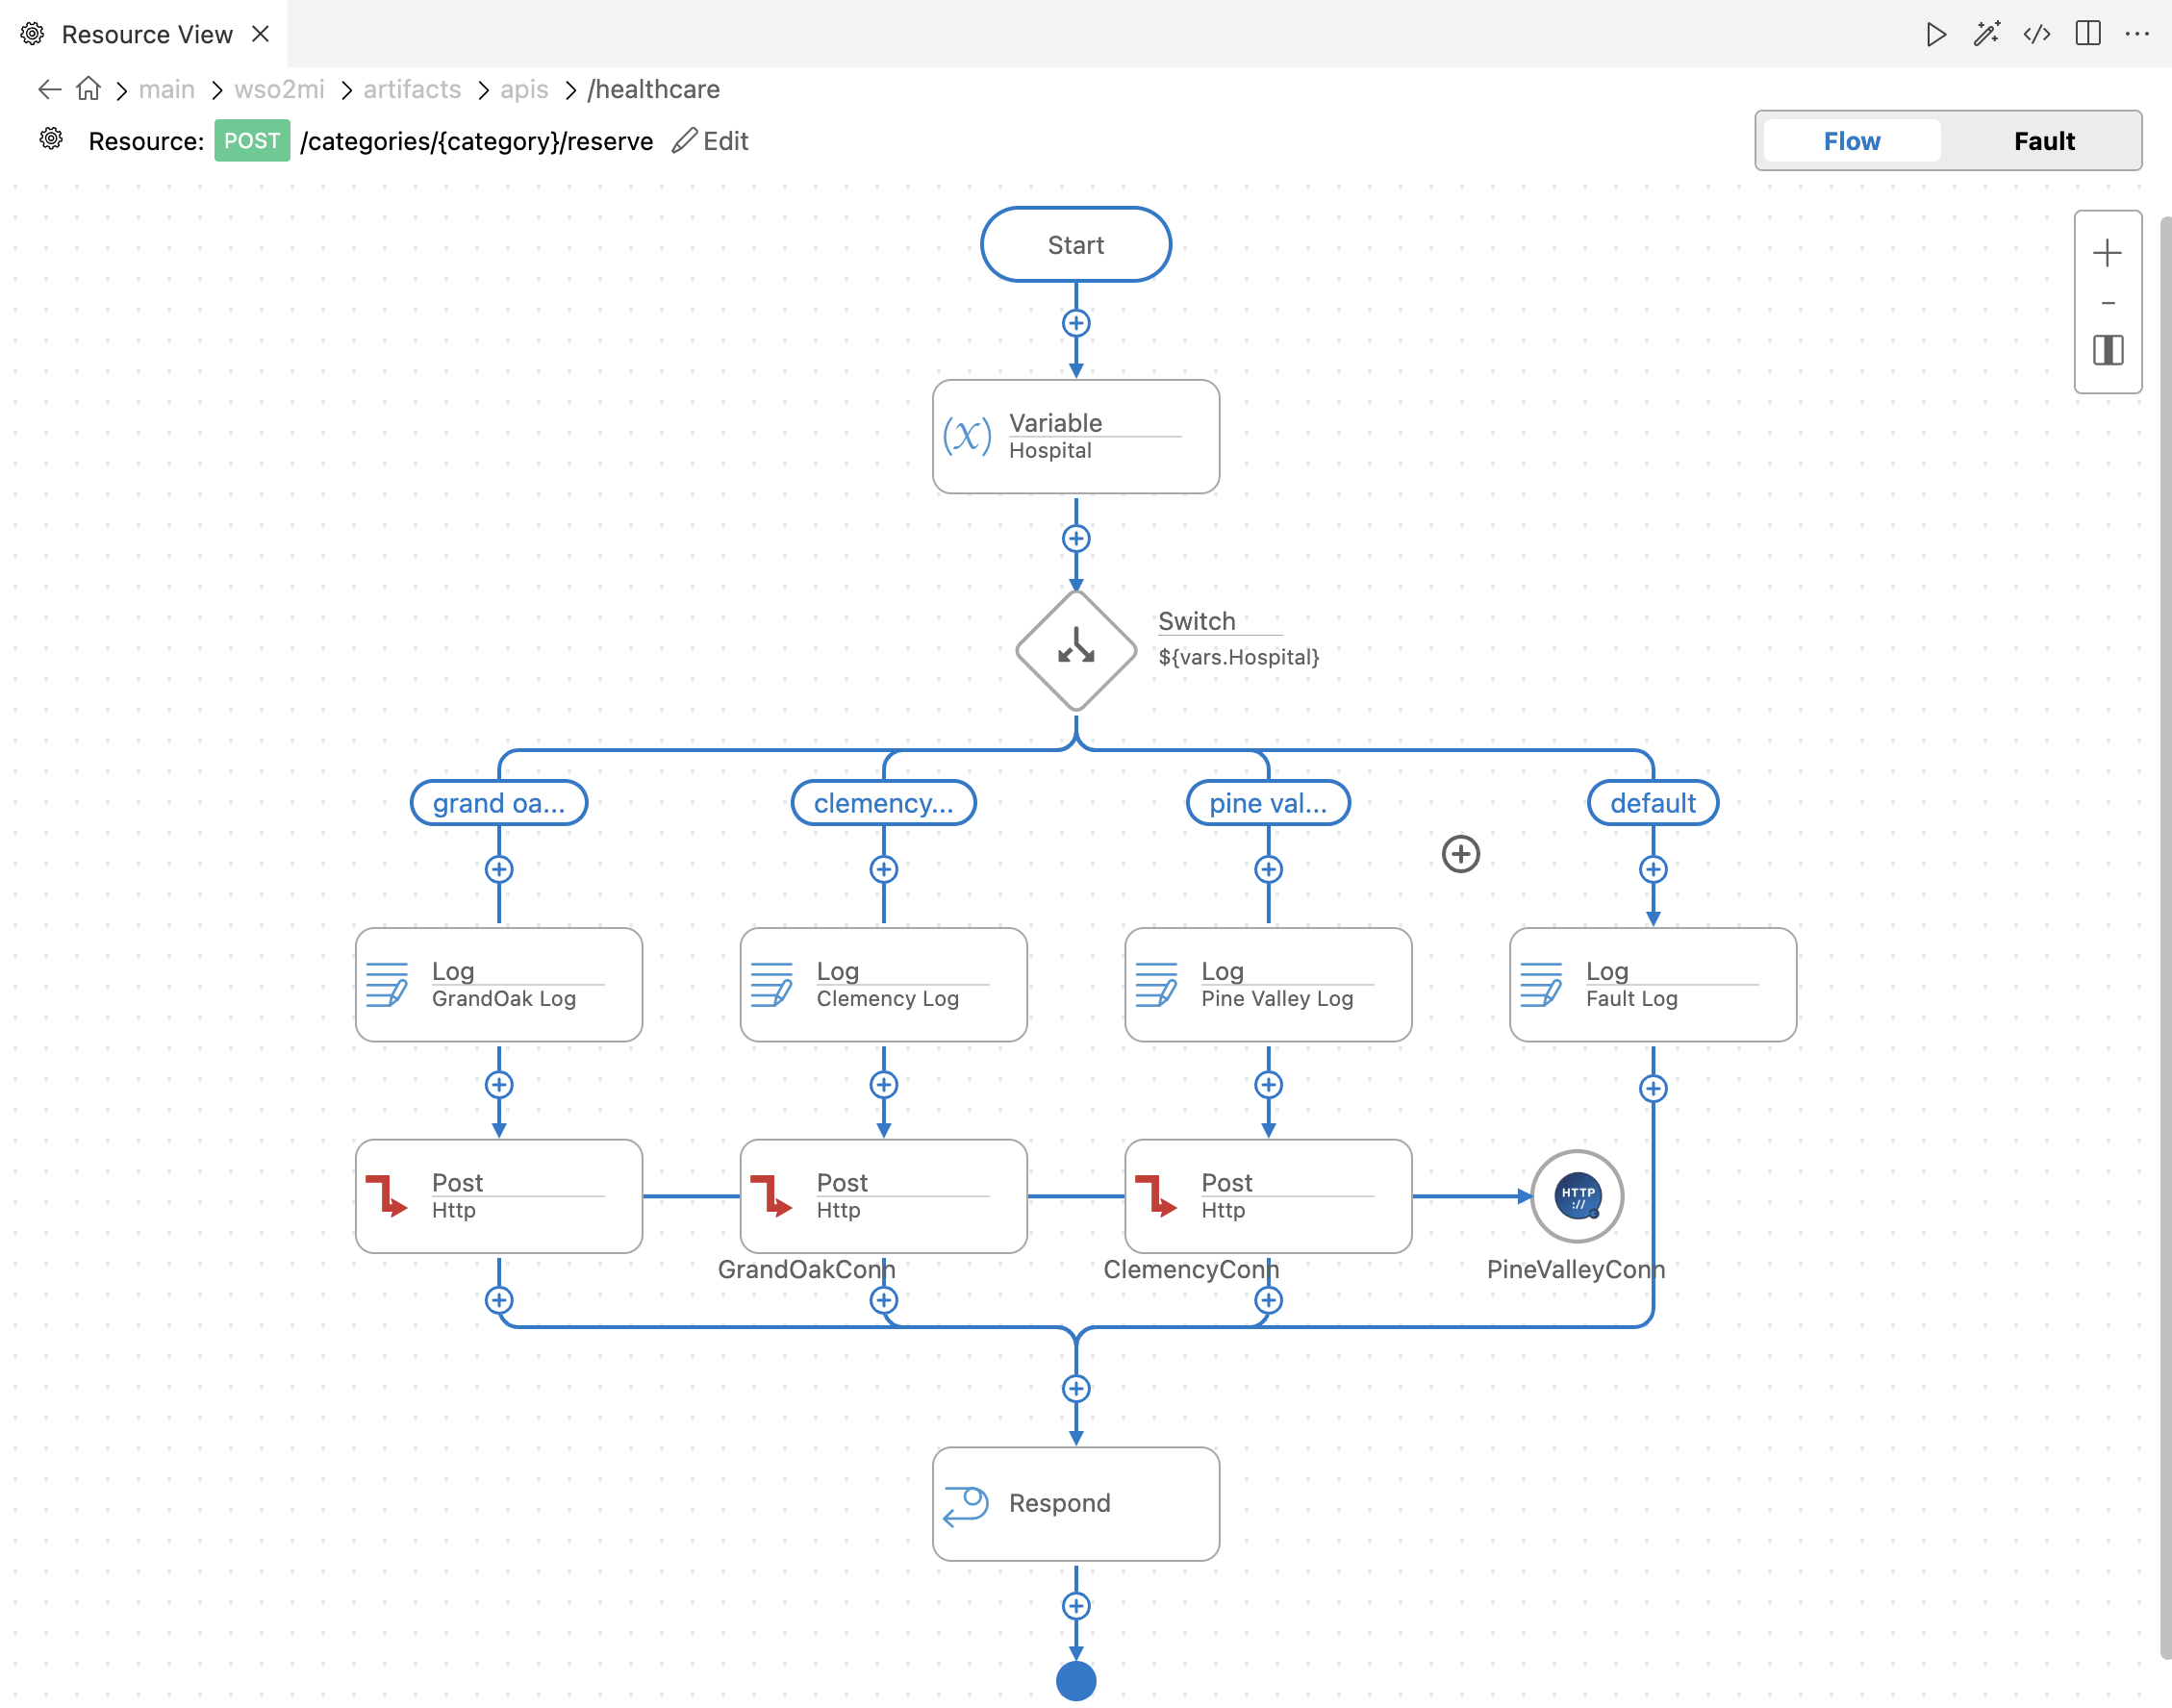 Resource View
main wso2mi artifacts apis /healthcare
Resource: POST /categories/{category}/reserve Edit
Flow Fault
Start
Variable
Hospital
Switch
${vars.Hospital}
grand oa... clemency... pine val... default
Log Log Log Log
GrandOak Log Clemency Log Pine Valley Log Fault Log
Post Post Post
Http Http Http
HTTP
://
GrandOakConn ClemencyConn PineValleyConn
Respond